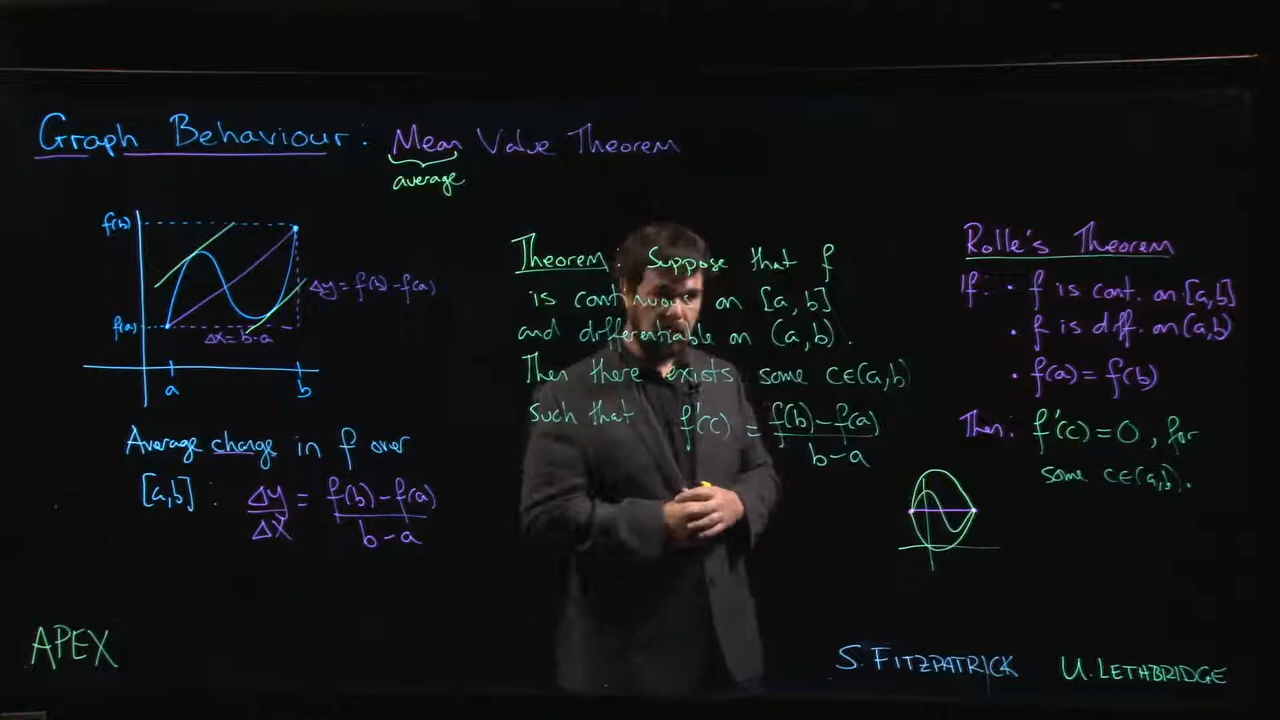 Graph Behaviour: Mean Value Theorem
average
f(b)
f(a)
Δy = f(b) - f(a)
Δx = b-a
a
b
Average change in f over
[a,b] : Δy/Δx = f(b) - f(a)/b - a
Theorem: Suppose that f
is continuous on [a,b]
and differentiable on (a,b).
Then there exists some c∈(a,b)
such that f'(c) = f(b) - f(a)/b - a
Rolle's Theorem
If: • f is cont. on [a,b]
• f is diff. on (a,b)
• f(a) = f(b)
Then: f'(c) = 0, for
some c∈(a,b).
APEX
S. FITZPATRICK
U. LETHBRIDGE